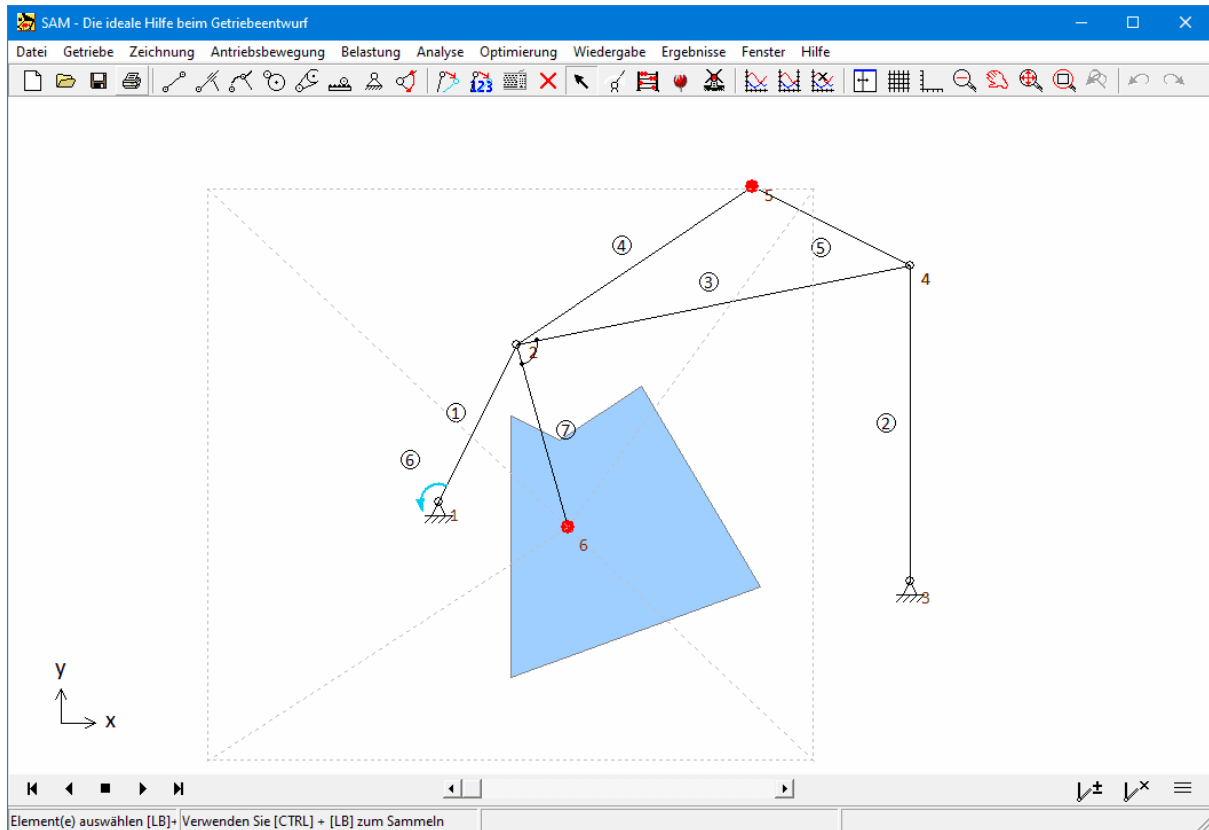 SAM - Die ideale Hilfe beim Getriebeentwurf
Datei Getriebe Zeichnung Antriebsbewegung Belastung Analyse Optimierung Wiedergabe Ergebnisse Fenster Hilfe
123
5
4
5
3
4
2
1
7
2
6
1
6
3
y
x
Element(e) auswählen [LB]+ Verwenden Sie [CTRL] + [LB] zum Sammeln